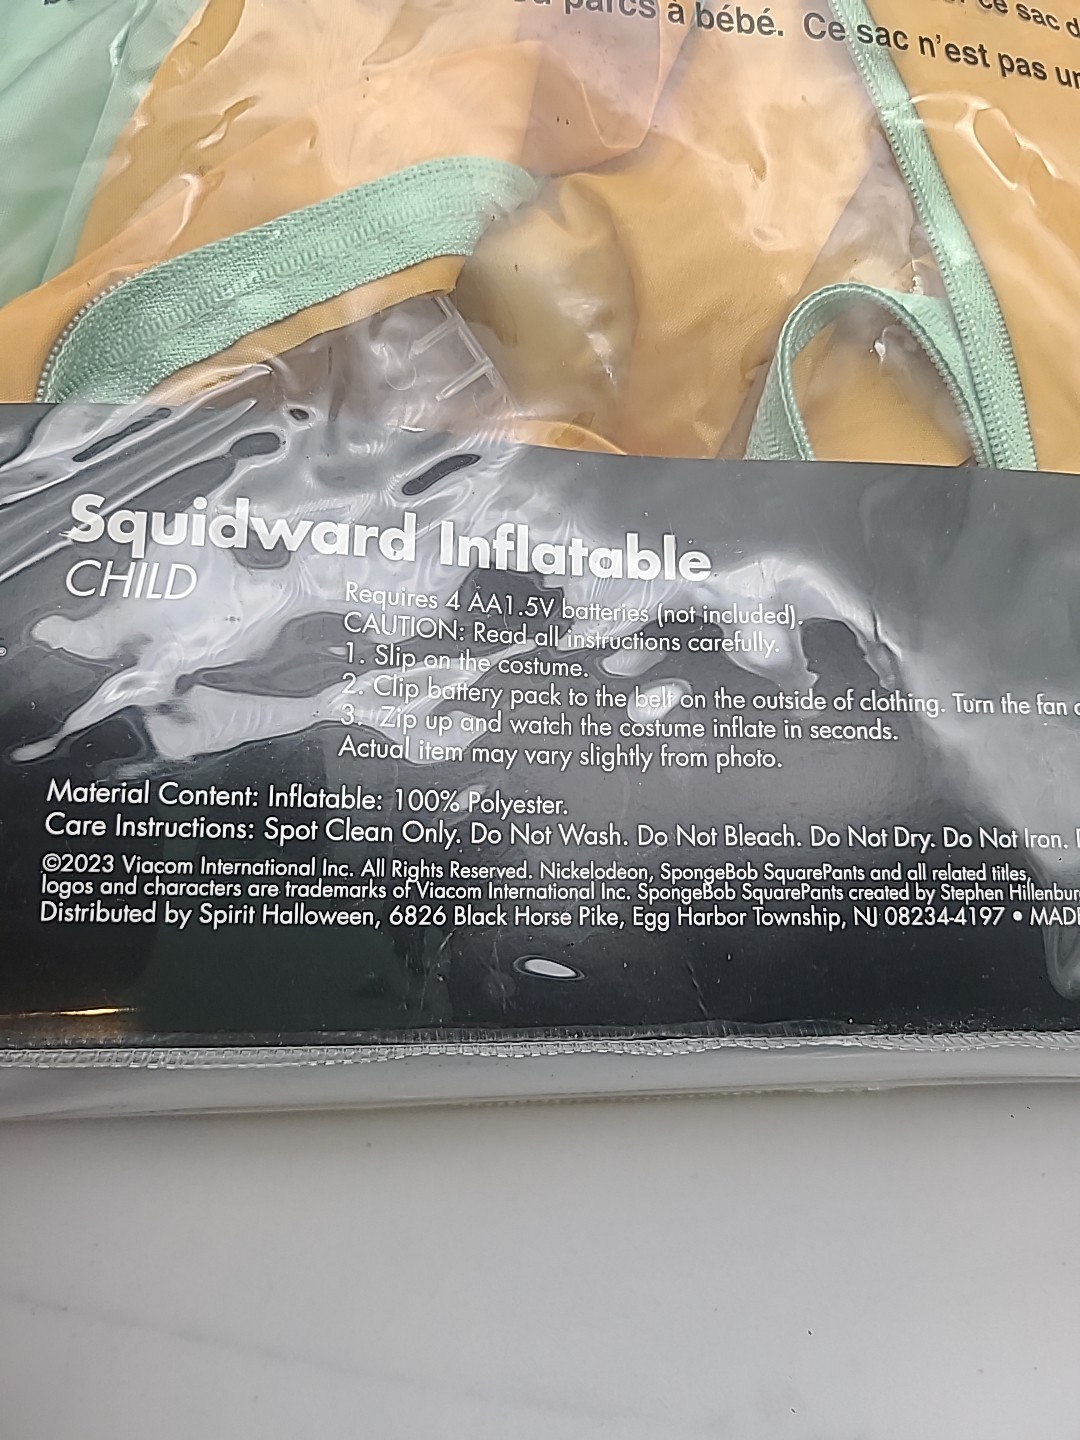 parcs à bébé. Ce sac n'est pas
ce sac
Squidward Inflatable
CHILD
Requires 4 AA1.5V batteries (not included).
CAUTION: Read all instructions carefully.
1. Slip on the costume.
2. Clip battery pack to the belt on the outside of clothing. Turn the fan
3. Zip up and watch the costume inflate in seconds.
Actual item may vary slightly from photo.
Material Content: Inflatable: 100% Polyester.
Care Instructions: Spot Clean Only. Do Not Wash. Do Not Bleach. Do Not Dry. Do Not Iron.
©2023 Viacom International Inc. All Rights Reserved. Nickelodeon, SpongeBob SquarePants and all related titles,
logos and characters are trademarks of Viacom International Inc. SpongeBob SquarePants created by Stephen Hillenbur
Distributed by Spirit Halloween, 6826 Black Horse Pike, Egg Harbor Township, NJ 08234-4197 • MADE